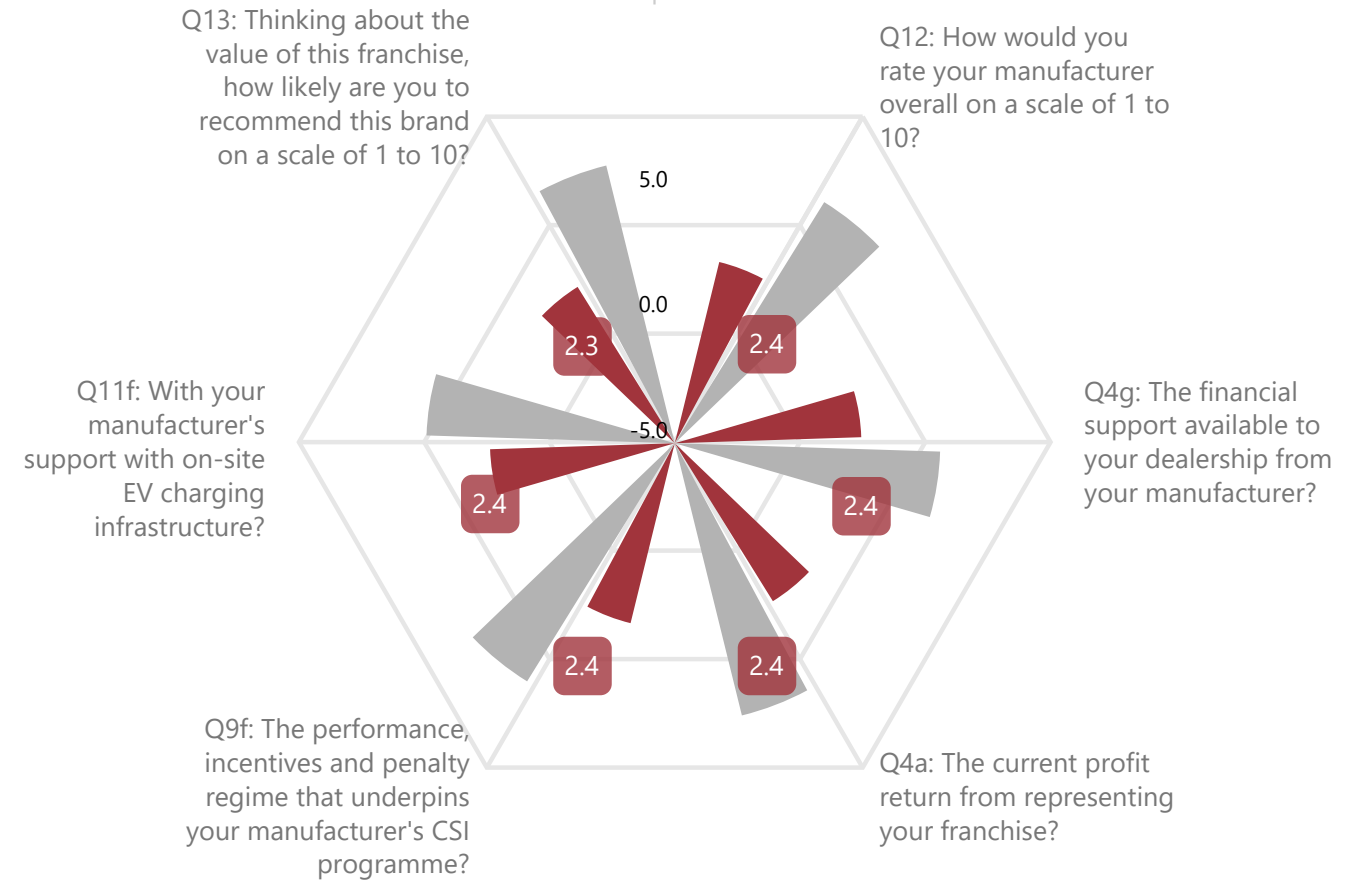 Q13: Thinking about the
value of this franchise,
how likely are you to
recommend this brand
on a scale of 1 to 10?
Q12: How would you
rate your manufacturer
overall on a scale of 1 to
10?
5.0
0.0
-5.0
2.3
2.4
Q11f: With your
manufacturer's
support with on-site
EV charging
infrastructure?
Q4g: The financial
support available to
your dealership from
your manufacturer?
2.4
2.4
2.4
2.4
Q9f: The performance,
incentives and penalty
regime that underpins
your manufacturer's CSI
programme?
Q4a: The current profit
return from representing
your franchise?